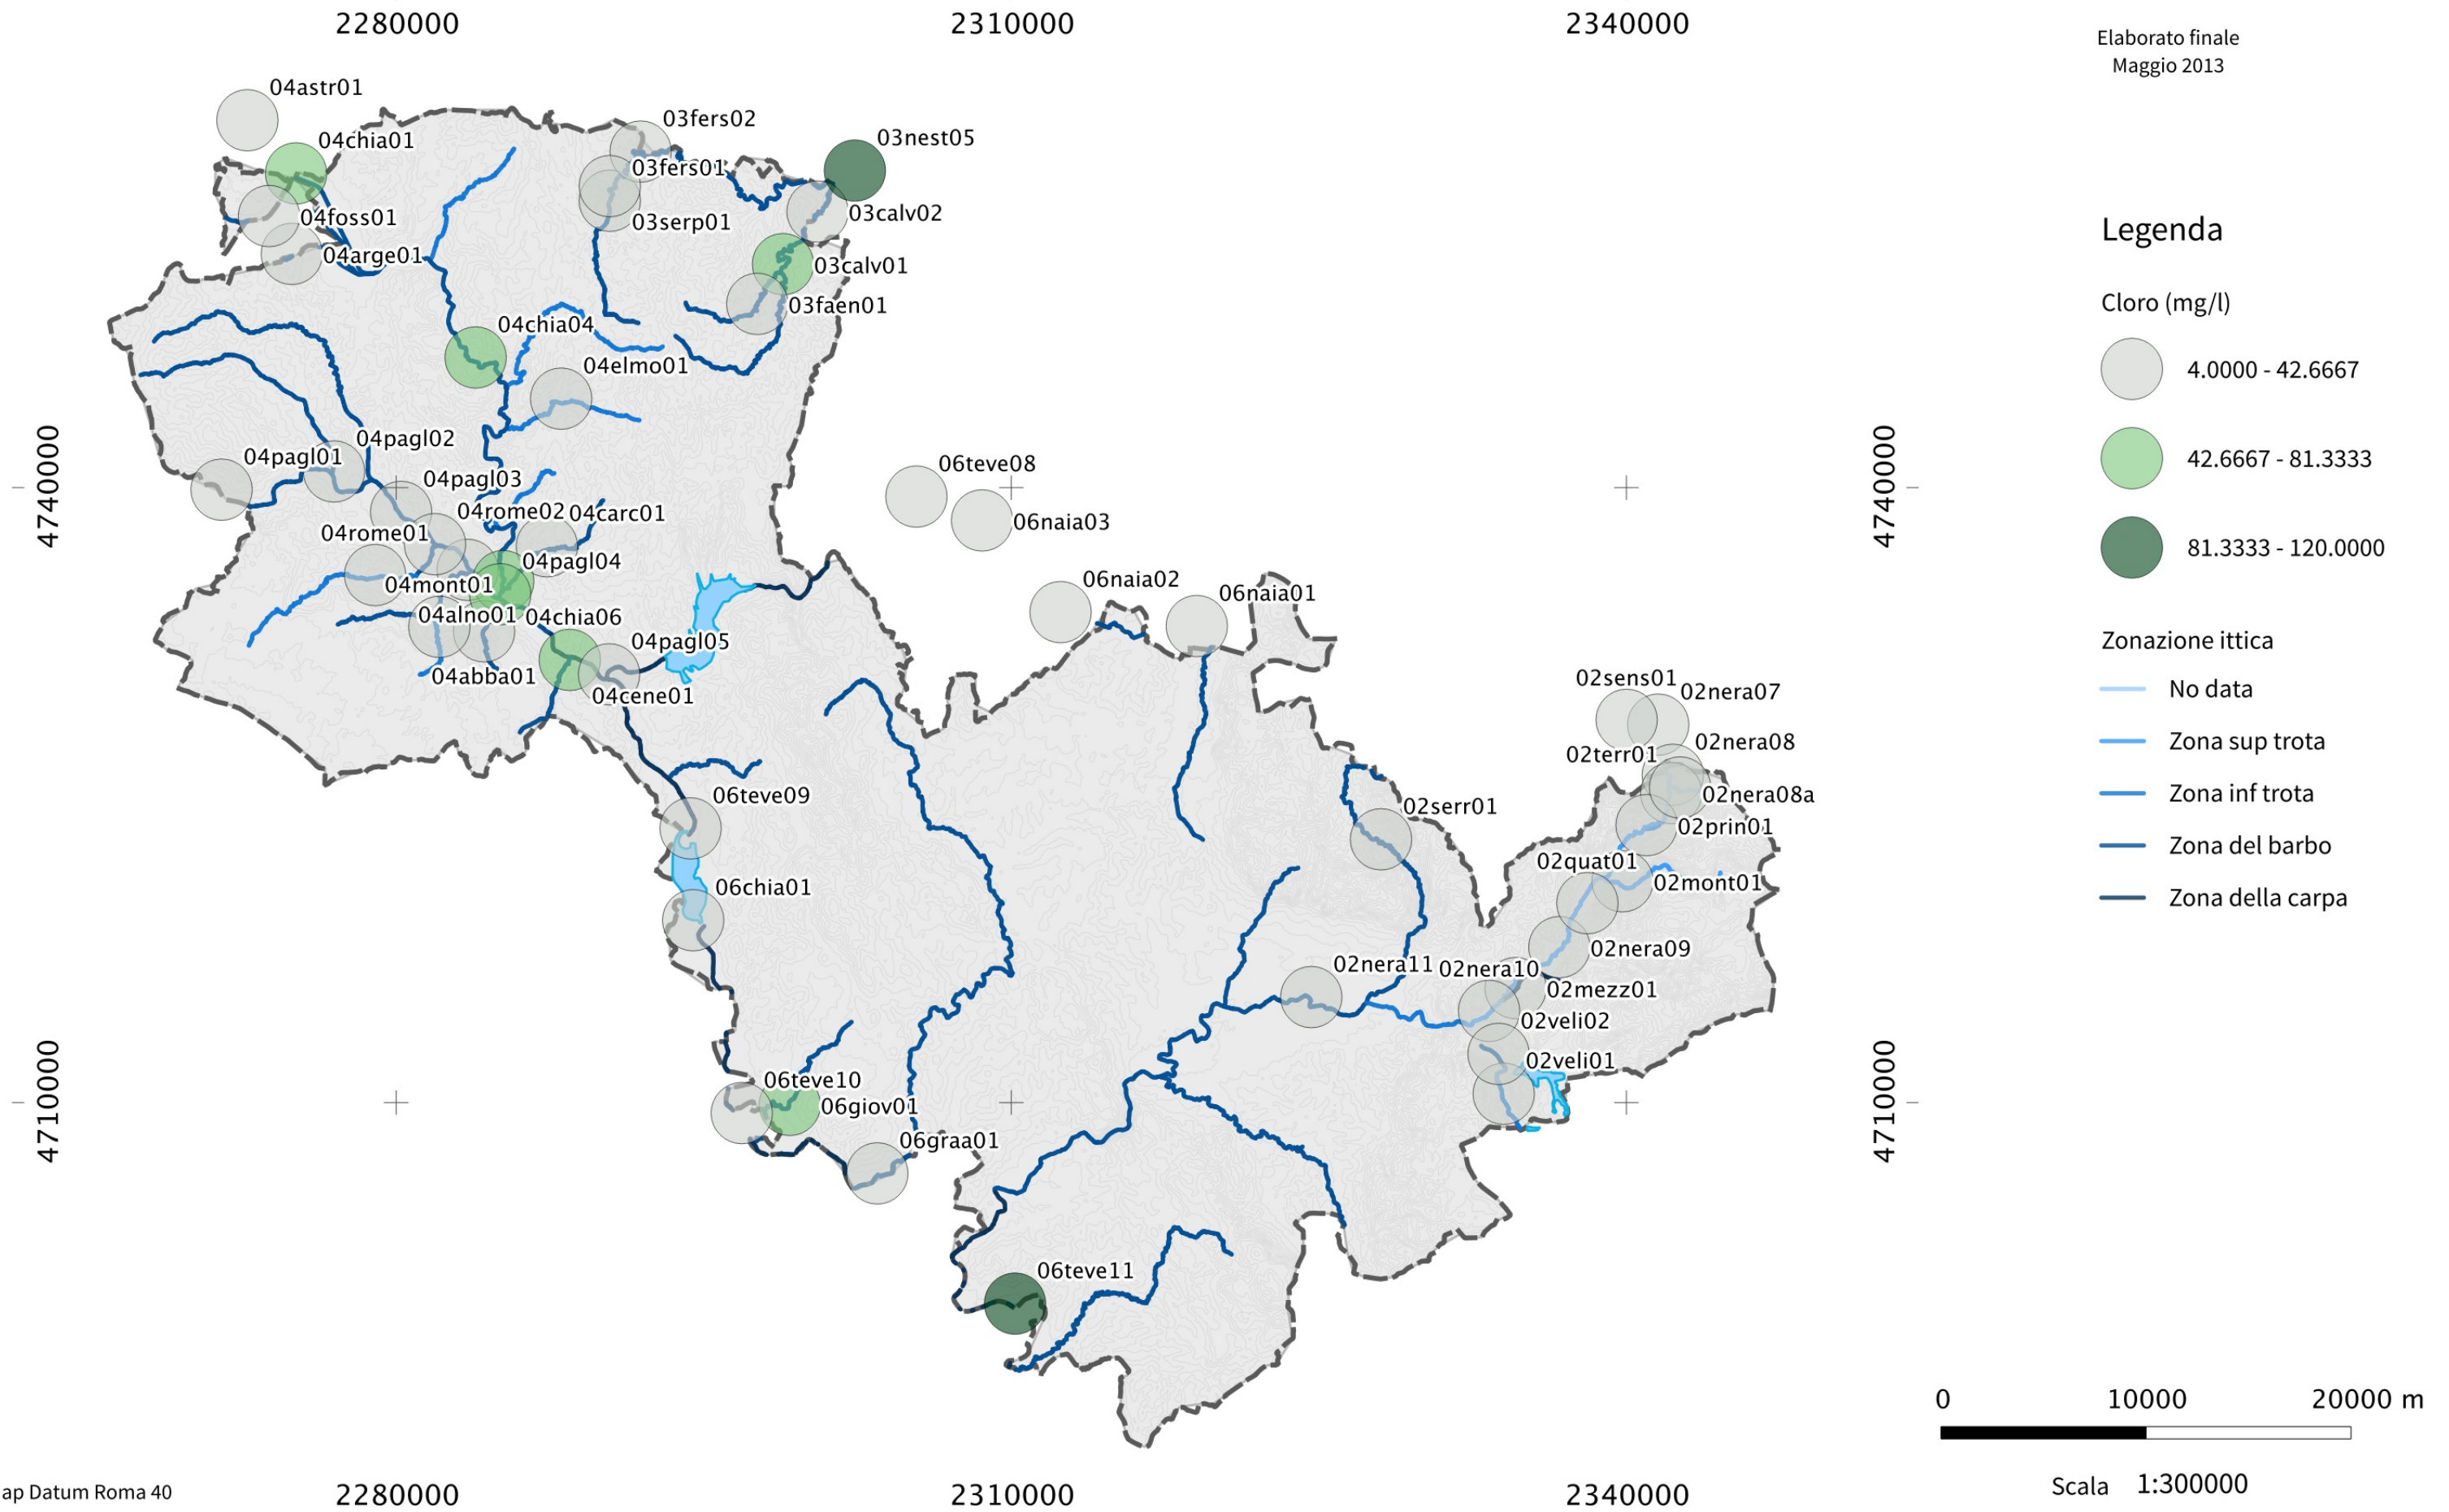 2280000
2310000
2340000
Elaborato finale
Maggio 2013
04astr01
04chia01
03fers02
03nest05
03fers01
04foss01
03serp01
03calv02
04arge01
03calv01
03faen01
04chia04
04elmo01
04pagl02
04pagl01
04pagl03
04rome02
04carc01
04rome01
04pagl04
04mont01
04alno01
04chia06
04pagl05
04abba01
04cene01
06teve08
06naia03
06naia02
06naia01
02sens01
02nera07
02nera08
02terr01
02nera08a
02serr01
02prin01
02quat01
02mont01
06teve09
06chia01
02nera09
02nera11
02nera10
02mezz01
02veli02
02veli01
06teve10
06giov01
06graa01
06teve11
4740000
4740000
4710000
4710000
Legenda
Cloro (mg/l)
4.0000 - 42.6667
42.6667 - 81.3333
81.3333 - 120.0000
Zonazione ittica
No data
Zona sup trota
Zona inf trota
Zona del barbo
Zona della carpa
0 10000 20000 m
Scala 1:300000
ap Datum Roma 40
2280000
2310000
2340000